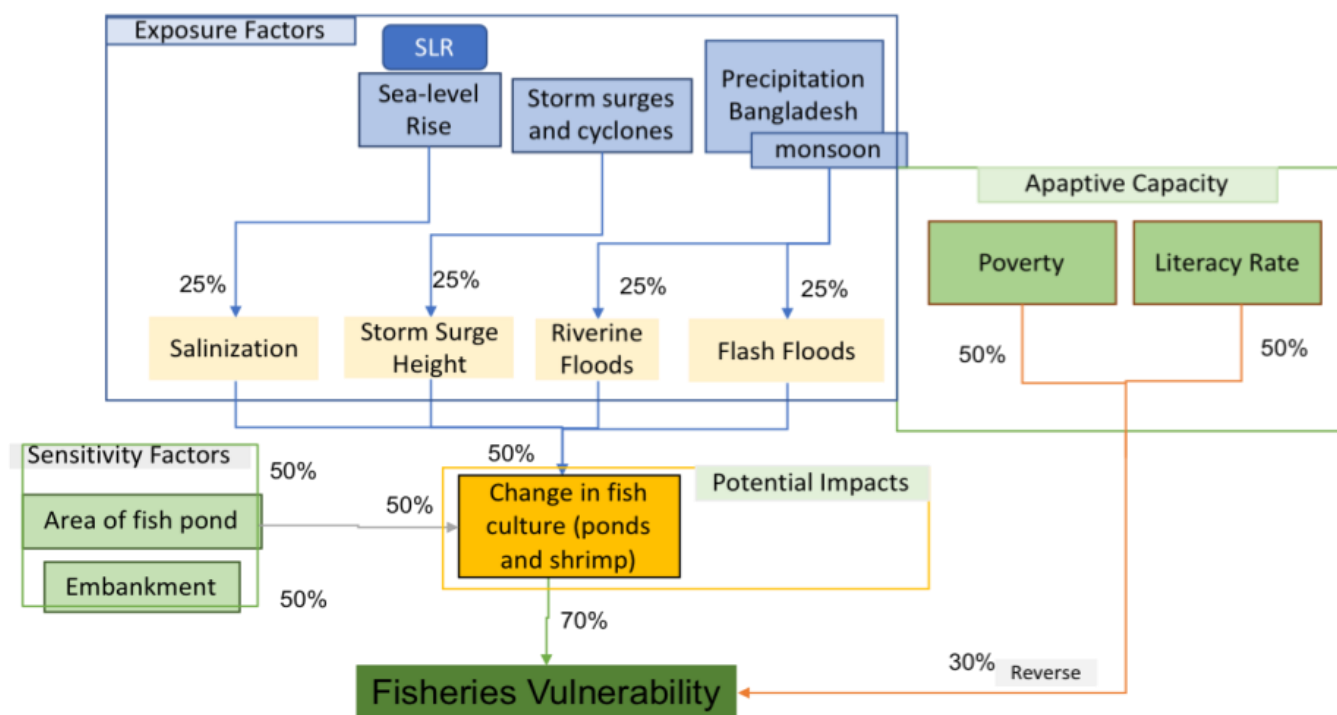 Exposure Factors
SLR
Sea-level
Rise
Storm surges
and cyclones
Precipitation
Bangladesh
monsoon
Apaptive Capacity
Poverty
Literacy Rate
25%
25%
25%
25%
Salinization
Storm Surge
Height
Riverine
Floods
Flash Floods
50%
50%
Sensitivity Factors
50%
Area of fish pond
Embankment
50%
50%
50%
Change in fish
culture (ponds
and shrimp)
Potential Impacts
70%
30%
Reverse
Fisheries Vulnerability